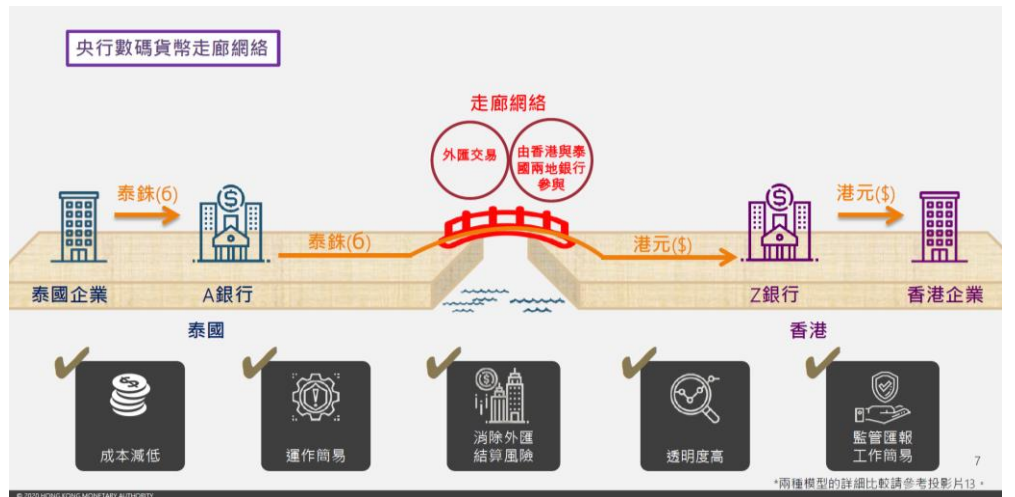 央行數碼貨幣走廊網絡
走廊網絡
外匯交易
由香港與泰
國兩地銀行
參與
泰銖(б)
港元($)
泰銖(б)
港元($)
泰國企業
A銀行
Z銀行
香港企業
泰國
香港
成本減低
運作簡易
消除外匯
結算風險
透明度高
監管匯報
工作簡易
7
*兩種模型的詳細比較請參考投影片13。
© 2020 HONG KONG MONETARY AUTHORITY